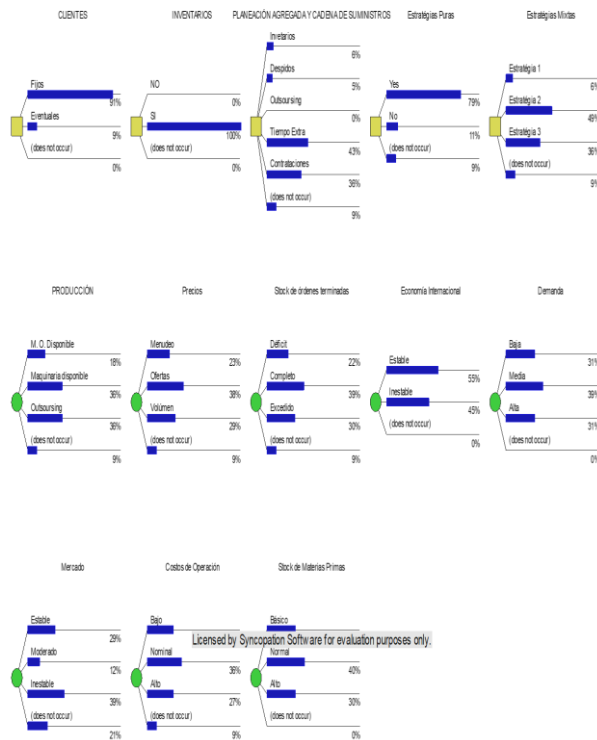 CLIENTES
Fijos
91%
Eventuales
9%
(does not occur)
0%
INVENTARIOS
NO
0%
SI
100%
(does not occur)
0%
PLANEACIÓN AGREGADA Y CADENA DE SUMINISTROS
Invetarios
6%
Despidos
5%
Outsoursing
0%
Tiempo Extra
43%
Contrataciones
36%
(does not occur)
9%
Estratégias Puras
Yes
79%
No
11%
(does not occur)
9%
Estratégias Mixtas
Estratégia 1
6%
Estratégia 2
49%
Estratégia 3
36%
(does not occur)
9%
PRODUCCIÓN
M. O. Disponible
18%
Maquinaria disponible
36%
Outsoursing
36%
(does not occur)
9%
Precios
Menudeo
23%
Ofertas
38%
Volúmen
29%
(does not occur)
9%
Stock de órdenes terminadas
Déficit
22%
Completo
39%
Excedido
30%
(does not occur)
9%
Economía Internacional
Estable
55%
Inestable
45%
(does not occur)
0%
Demanda
Baja
31%
Media
39%
Alta
31%
(does not occur)
0%
Mercado
Estable
29%
Moderado
12%
Inestable
39%
(does not occur)
21%
Costos de Operación
Bajo
Nominal
36%
Alto
27%
(does not occur)
9%
Stock de Materias Primas
Básico
Normal
40%
Alto
30%
(does not occur)
0%
Licensed by Syncopation Software for evaluation purposes only.